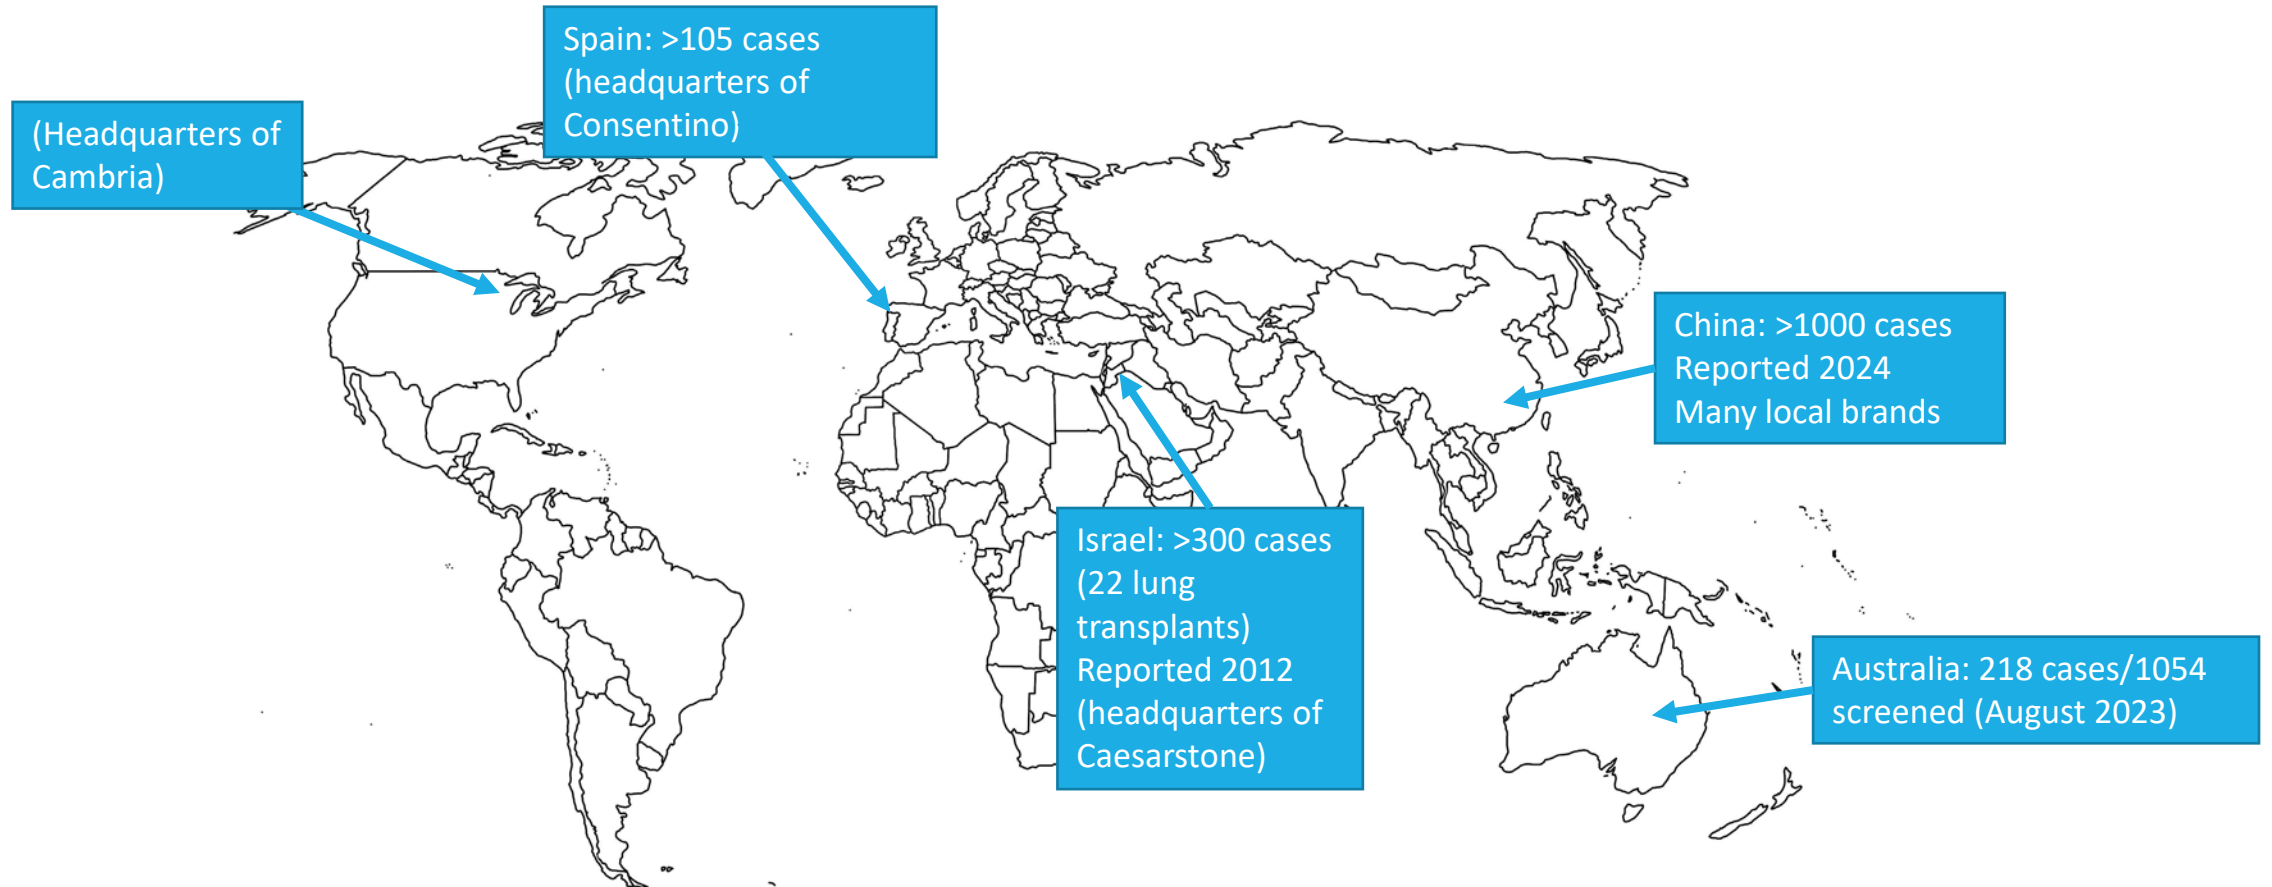 Spain: >105 cases
(headquarters of
Consentino)
(Headquarters of
Cambria)
China: >1000 cases
Reported 2024
Many local brands
Israel: >300 cases
(22 lung
transplants)
Reported 2012
(headquarters of
Caesarstone)
Australia: 218 cases/1054
screened (August 2023)